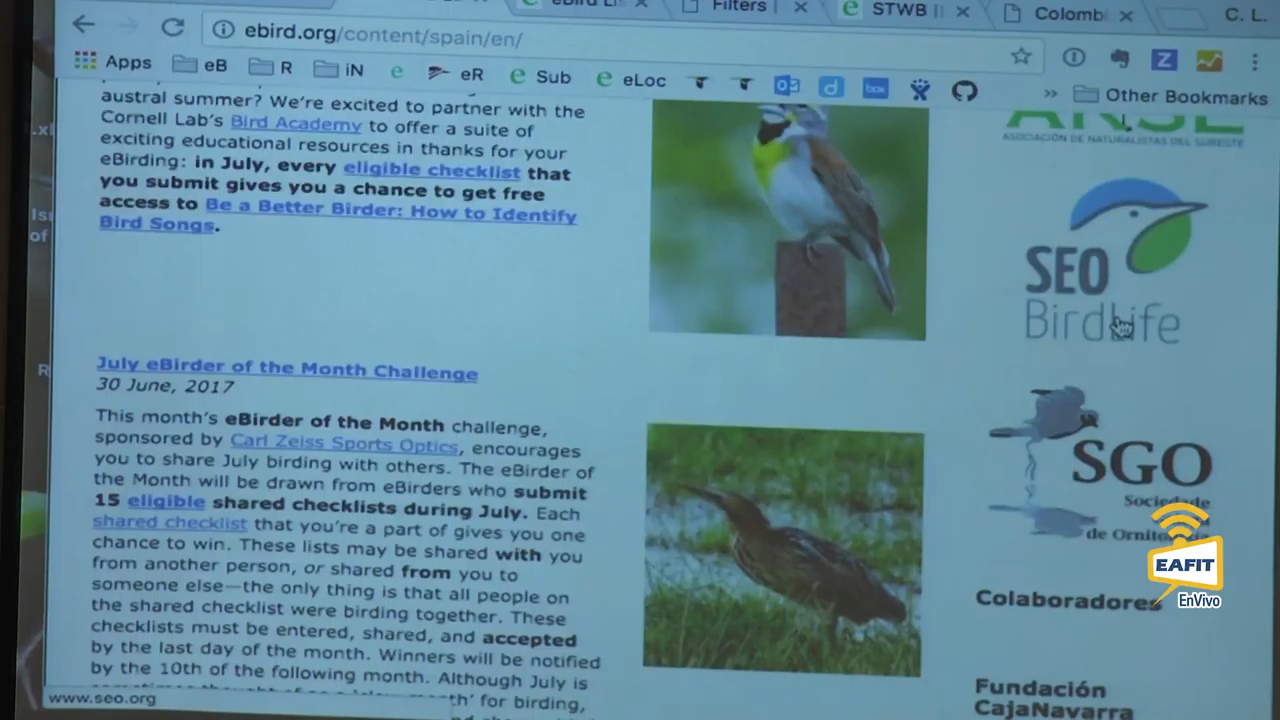 Filters
STWB
Colomb
C. L.
ebird.org/content/spain/en/
Apps
eB
R
iN
eR
Sub
eLoc
box
Other Bookmarks
austral summer? We're excited to partner with the
Cornell Lab's Bird Academy to offer a suite of
exciting educational resources in thanks for your
eBirding: in July, every eligible checklist that
you submit gives you a chance to get free
access to Be a Better Birder: How to Identify
Bird Songs.
July eBirder of the Month Challenge
30 June, 2017
This month's eBirder of the Month challenge,
sponsored by Carl Zeiss Sports Optics, encourages
you to share July birding with others. The eBirder of
the Month will be drawn from eBirders who submit
15 eligible shared checklists during July. Each
shared checklist that you're a part of gives you one
chance to win. These lists may be shared with you
from another person, or shared from you to
someone else—the only thing is that all people on
the shared checklist were birding together. These
checklists must be entered, shared, and accepted
by the last day of the month. Winners will be notified
by the 10th of the following month. Although July is
for birding,
www.seo.org
ANSE
ASOCIACIÓN DE NATURALISTAS DEL SURESTE
SEO
BirdLife
SGO
Sociedade
de Ornito
EAFIT
EnVivo
Colaboradores
Fundación
CajaNavarra